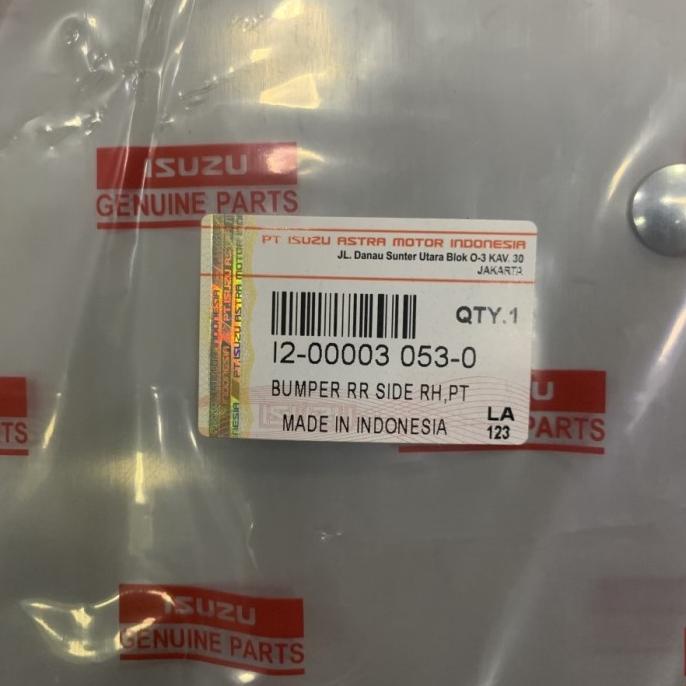 ISUZU
GENUINE PARTS
PT ISUZU ASTRA MOTOR INDONESIA
JL. Danau Sunter Utara Blok O-3 KAV. 30
JAKARTA
QTY.1
I2-00003 053-0
BUMPER RR SIDE RH,PT
MADE IN INDONESIA
LA
123
TS
U
PARTS
ISUZU
GENUINE PARTS